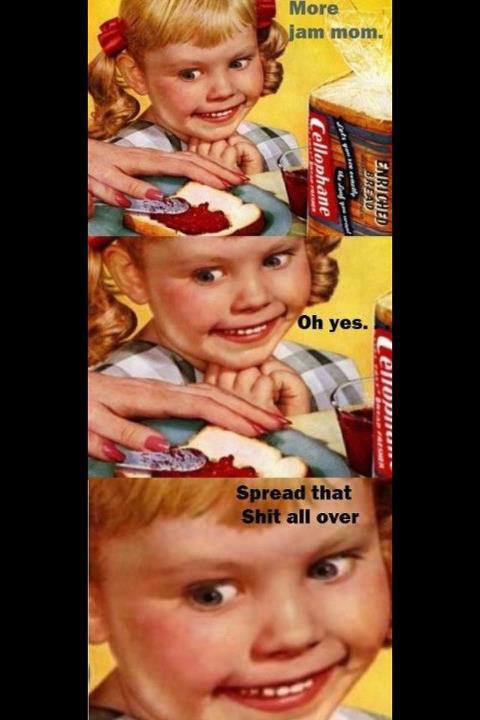 More
jam mom.
Cellophane
ENRICHED
BREAD
Oh yes.
Spread that
Shit all over